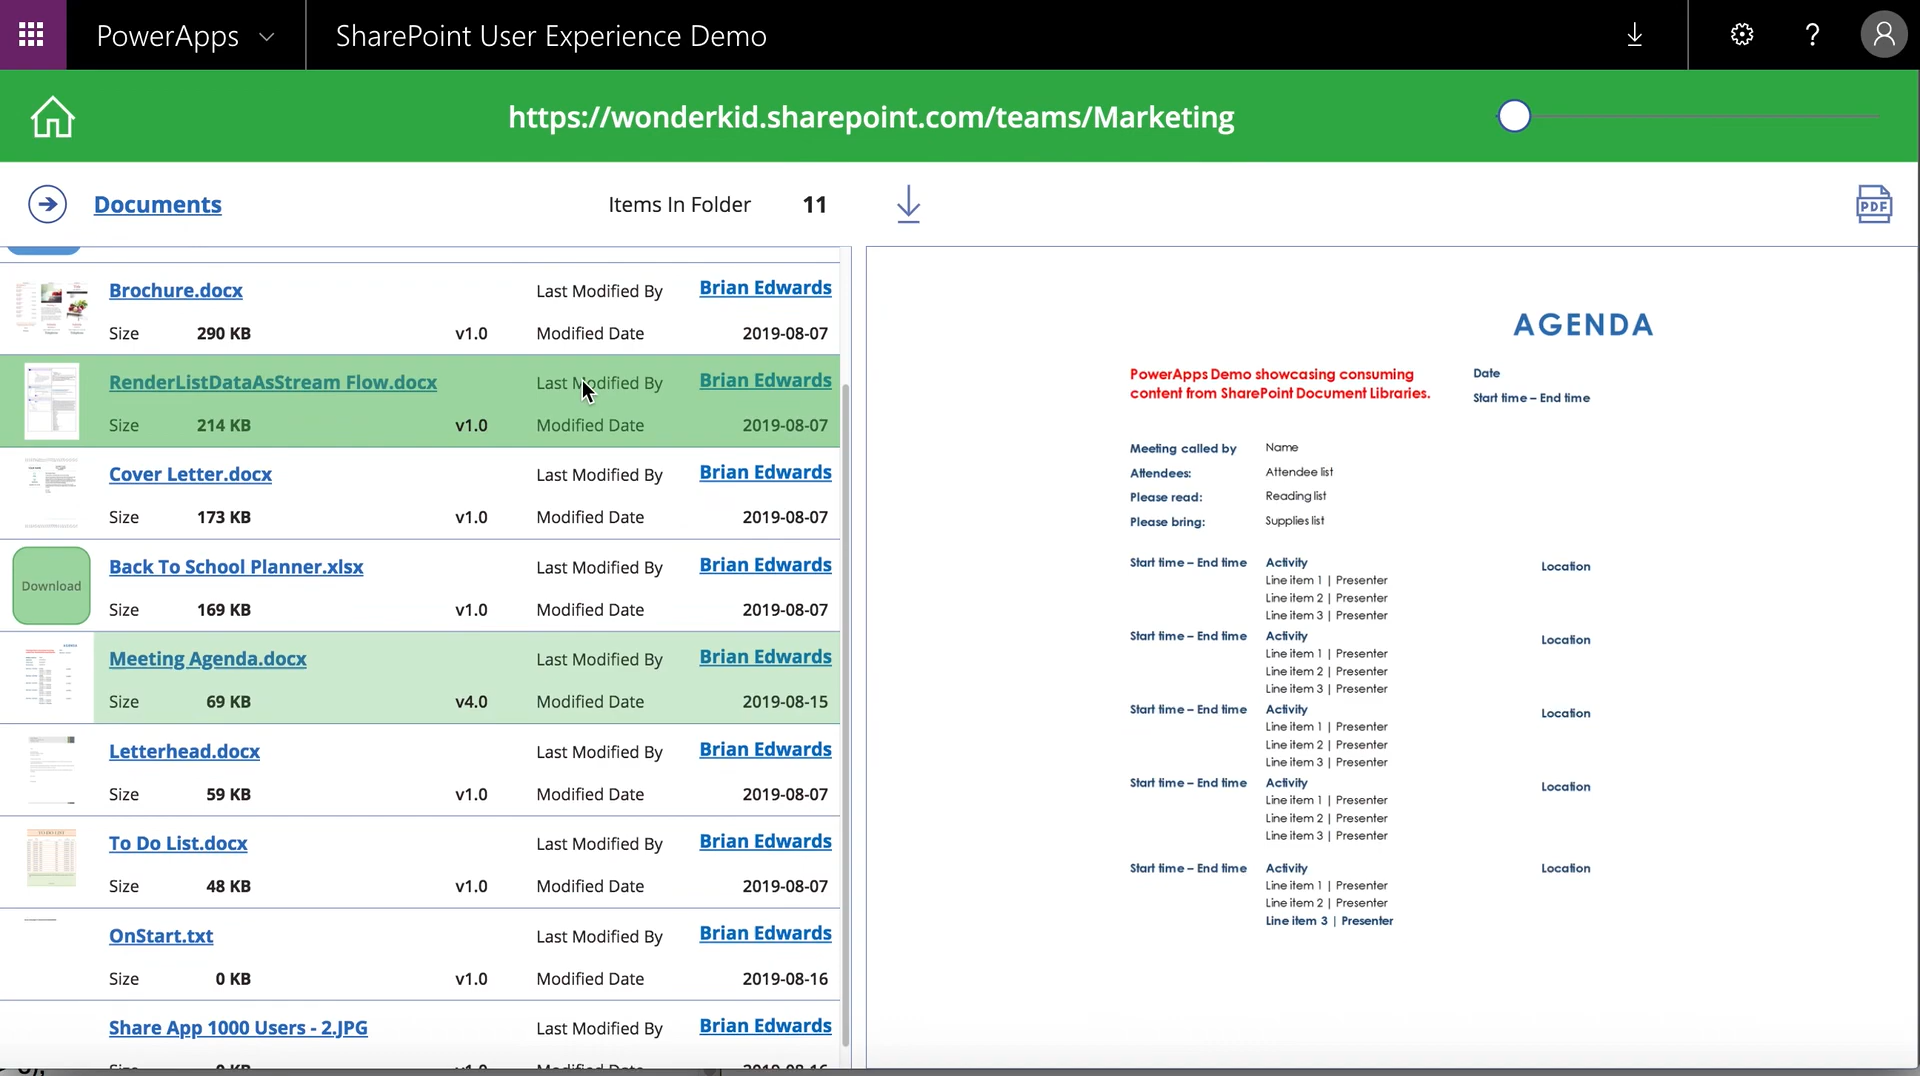 PowerApps
SharePoint User Experience Demo
?
https://wonderkid.sharepoint.com/teams/Marketing
Documents
Items In Folder 11
PDF
Brochure.docx Last Modified By Brian Edwards
Size 290 KB v1.0 Modified Date 2019-08-07
RenderListDataAsStream Flow.docx Last Modified By Brian Edwards
Size 214 KB v1.0 Modified Date 2019-08-07
Cover Letter.docx Last Modified By Brian Edwards
Size 173 KB v1.0 Modified Date 2019-08-07
Download
Back To School Planner.xlsx Last Modified By Brian Edwards
Size 169 KB v1.0 Modified Date 2019-08-07
Meeting Agenda.docx Last Modified By Brian Edwards
Size 69 KB v4.0 Modified Date 2019-08-15
Letterhead.docx Last Modified By Brian Edwards
Size 59 KB v1.0 Modified Date 2019-08-07
To Do List.docx Last Modified By Brian Edwards
Size 48 KB v1.0 Modified Date 2019-08-07
OnStart.txt Last Modified By Brian Edwards
Size 0 KB v1.0 Modified Date 2019-08-16
Share App 1000 Users - 2.JPG Last Modified By Brian Edwards
Size 0 KB v1.0 Modified Date 2019-08-16
AGENDA
PowerApps Demo showcasing consuming
content from SharePoint Document Libraries.
Date
Start time – End time
Meeting called by Name
Attendees: Attendee list
Please read: Reading list
Please bring: Supplies list
Start time – End time Activity Location
Line item 1 | Presenter
Line item 2 | Presenter
Line item 3 | Presenter
Start time – End time Activity Location
Line item 1 | Presenter
Line item 2 | Presenter
Line item 3 | Presenter
Start time – End time Activity Location
Line item 1 | Presenter
Line item 2 | Presenter
Line item 3 | Presenter
Start time – End time Activity Location
Line item 1 | Presenter
Line item 2 | Presenter
Line item 3 | Presenter
Start time – End time Activity Location
Line item 1 | Presenter
Line item 2 | Presenter
Line item 3 | Presenter